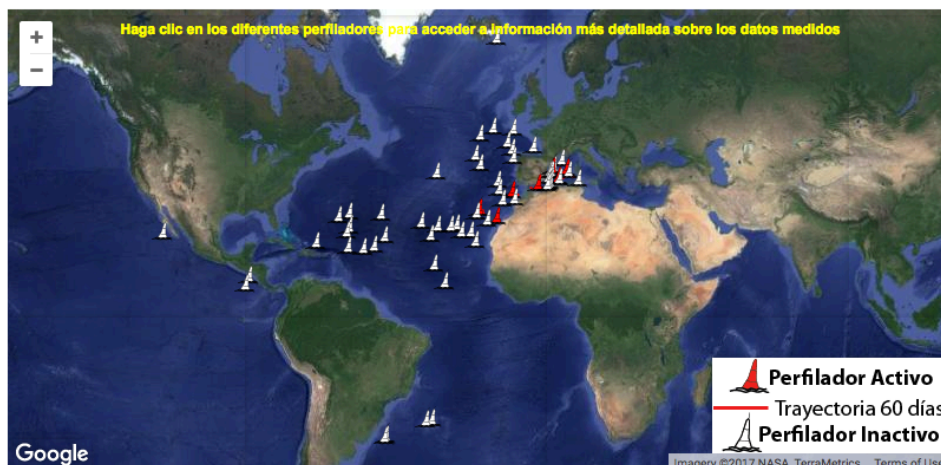 +
Haga clic en los diferentes perfiladores para acceder a información más detallada sobre los datos medidos
−
Perfilador Activo
Trayectoria 60 días
Perfilador Inactivo
Google
Imagery ©2017 NASA, TerraMetrics Terms of Use